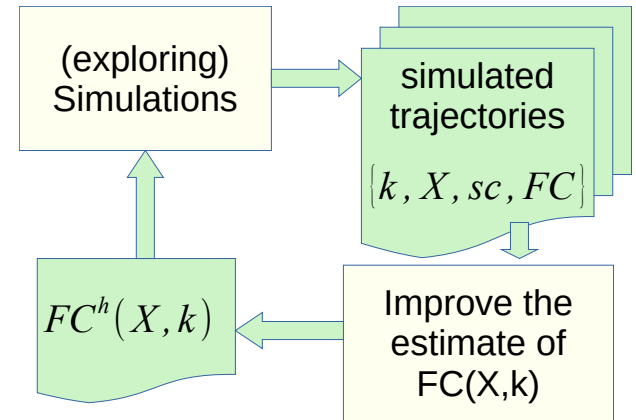 (exploring)
Simulations
simulated
trajectories
{k, X, sc, FC}
FC^h(X, k)
Improve the
estimate of
FC(X,k)